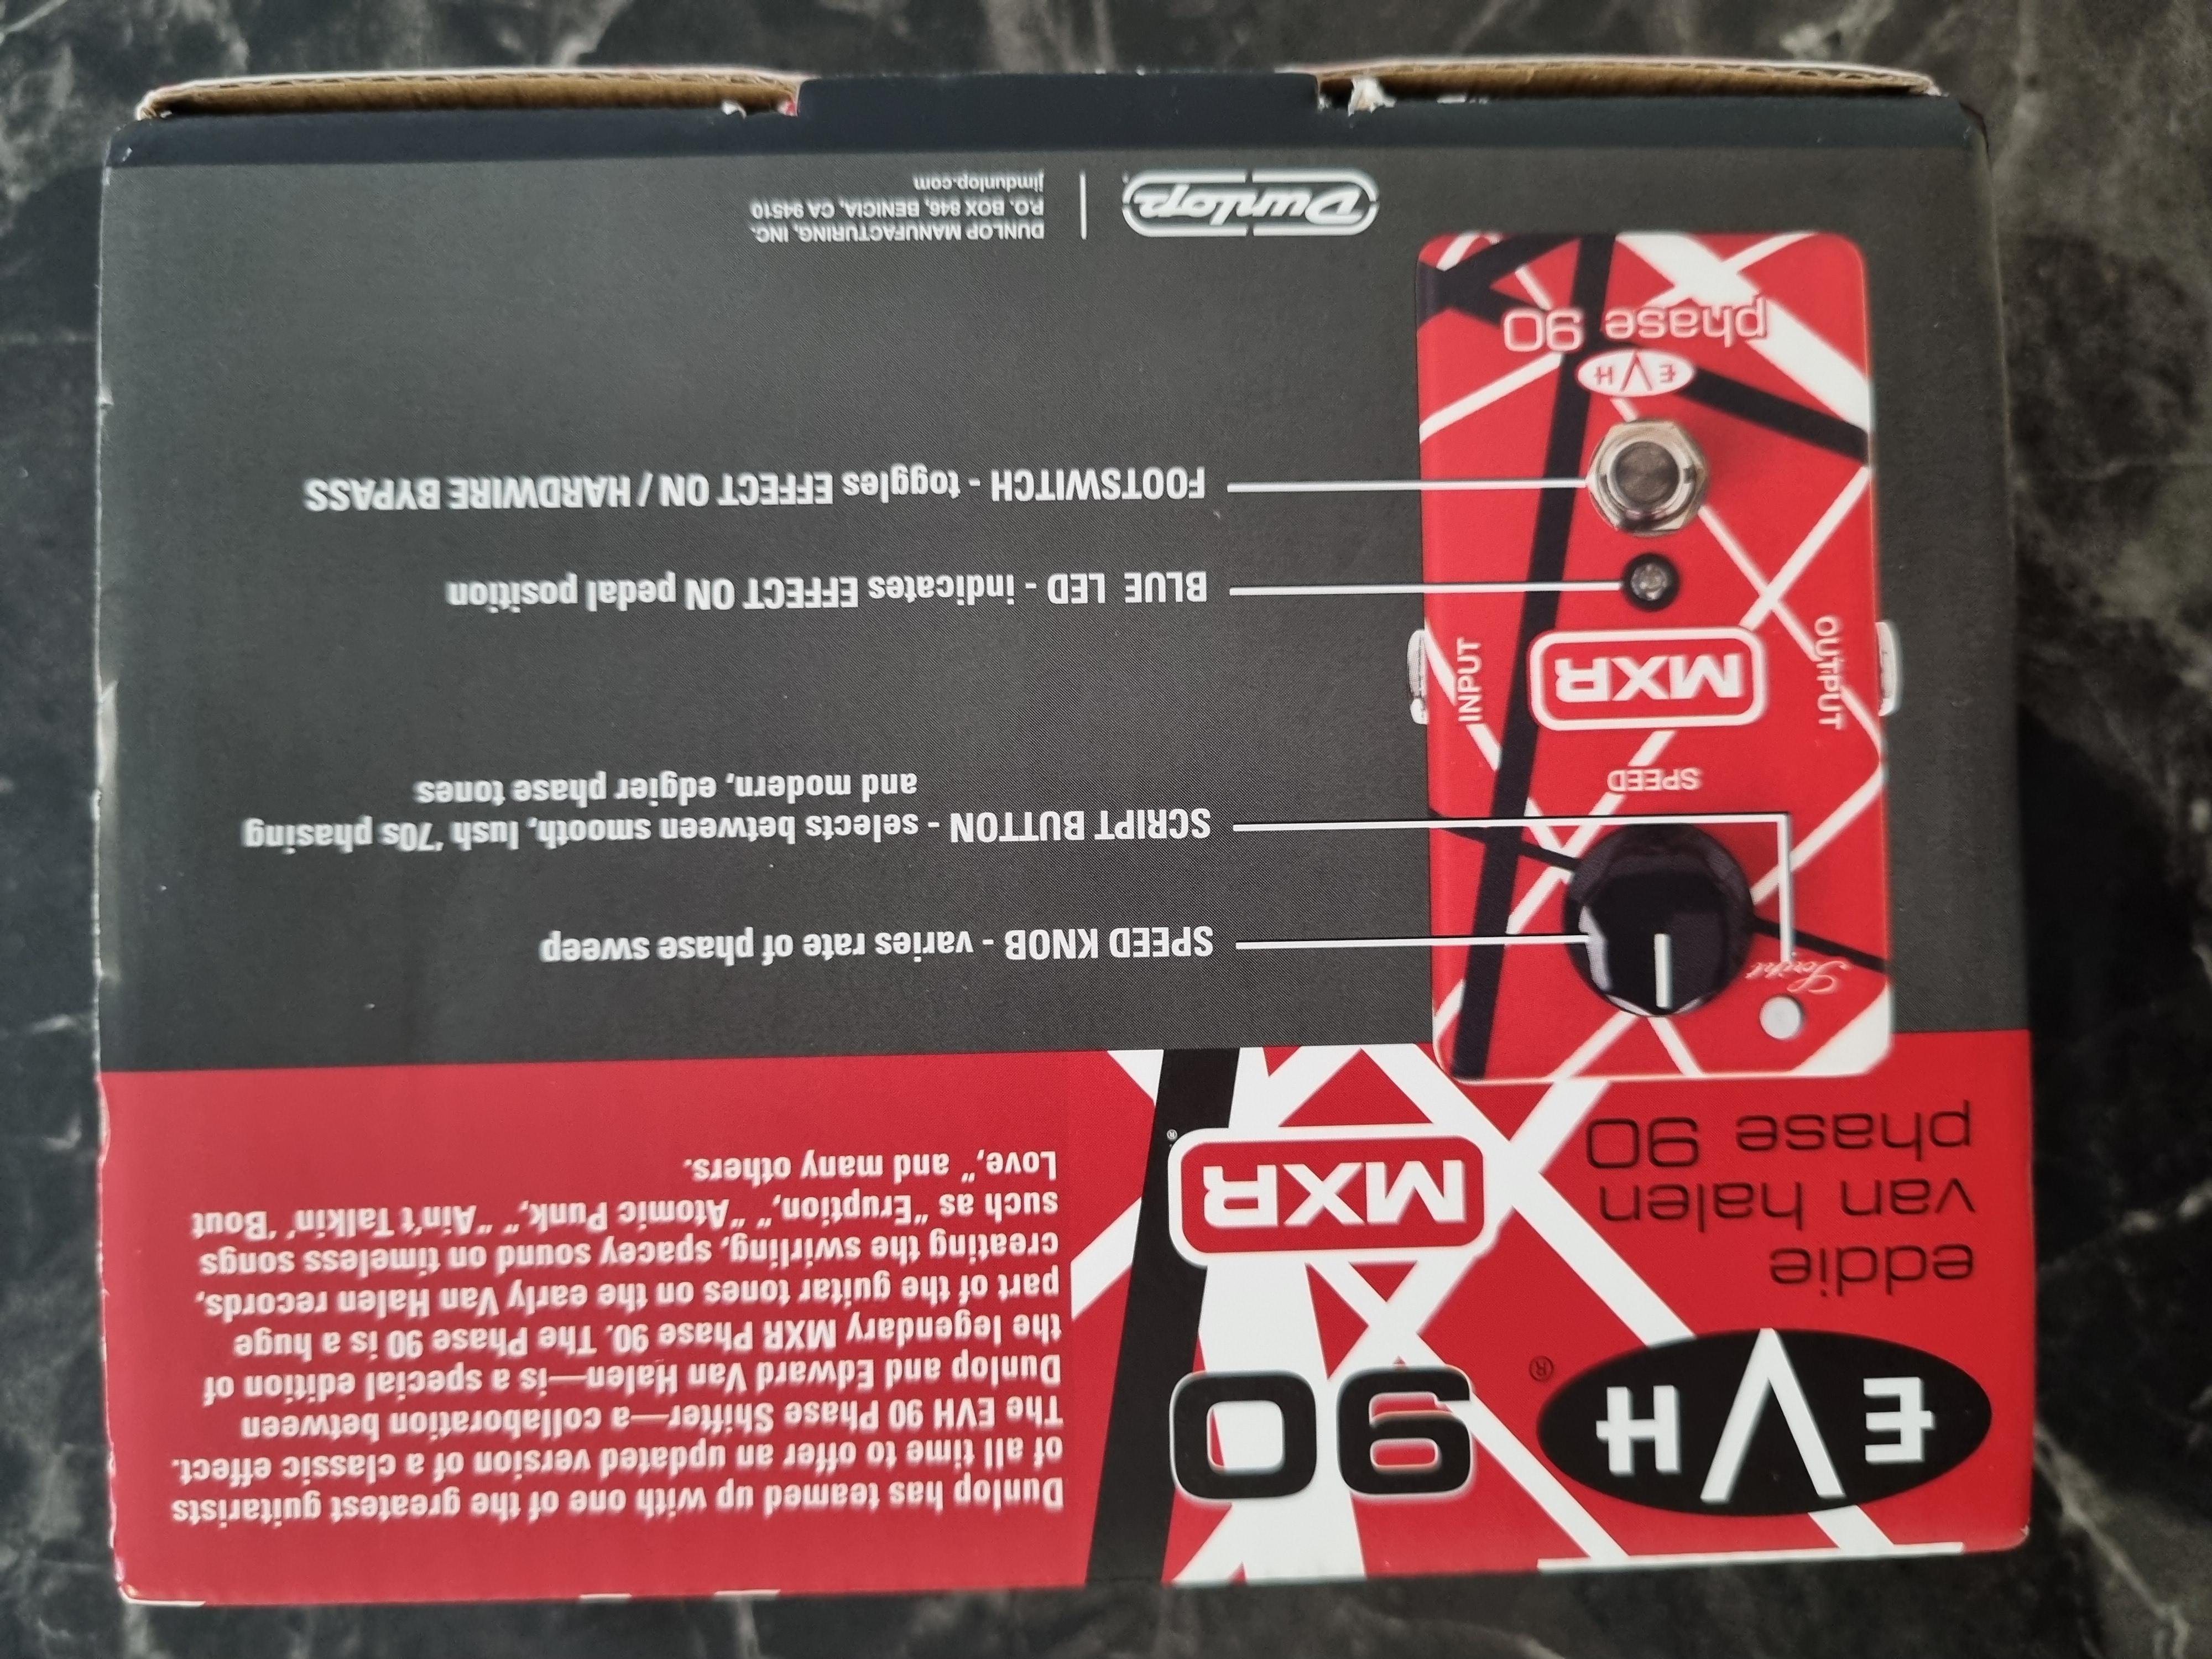 EVH®
eddie
van halen
phase 90
90
MXR®
Dunlop has teamed up with one of the greatest guitarists
of all time to offer an updated version of a classic effect.
The EVH 90 Phase Shifter—a collaboration between
Dunlop and Edward Van Halen—is a special edition of
the legendary MXR Phase 90. The Phase 90 is a huge
part of the guitar tones on the early Van Halen records,
creating the swirling, spacey sound on timeless songs
such as "Eruption," "Atomic Punk," "Ain't Talkin' 'Bout
Love," and many others.
Script
SPEED
OUTPUT
MXR
INPUT
EVH
phase 90
SPEED KNOB - varies rate of phase sweep
SCRIPT BUTTON - selects between smooth, lush '70s phasing
and modern, edgier phase tones
BLUE LED - indicates EFFECT ON pedal position
FOOTSWITCH - toggles EFFECT ON / HARDWIRE BYPASS
Dunlop
DUNLOP MANUFACTURING, INC.
P.O. BOX 846, BENICIA, CA 94510
jimdunlop.com